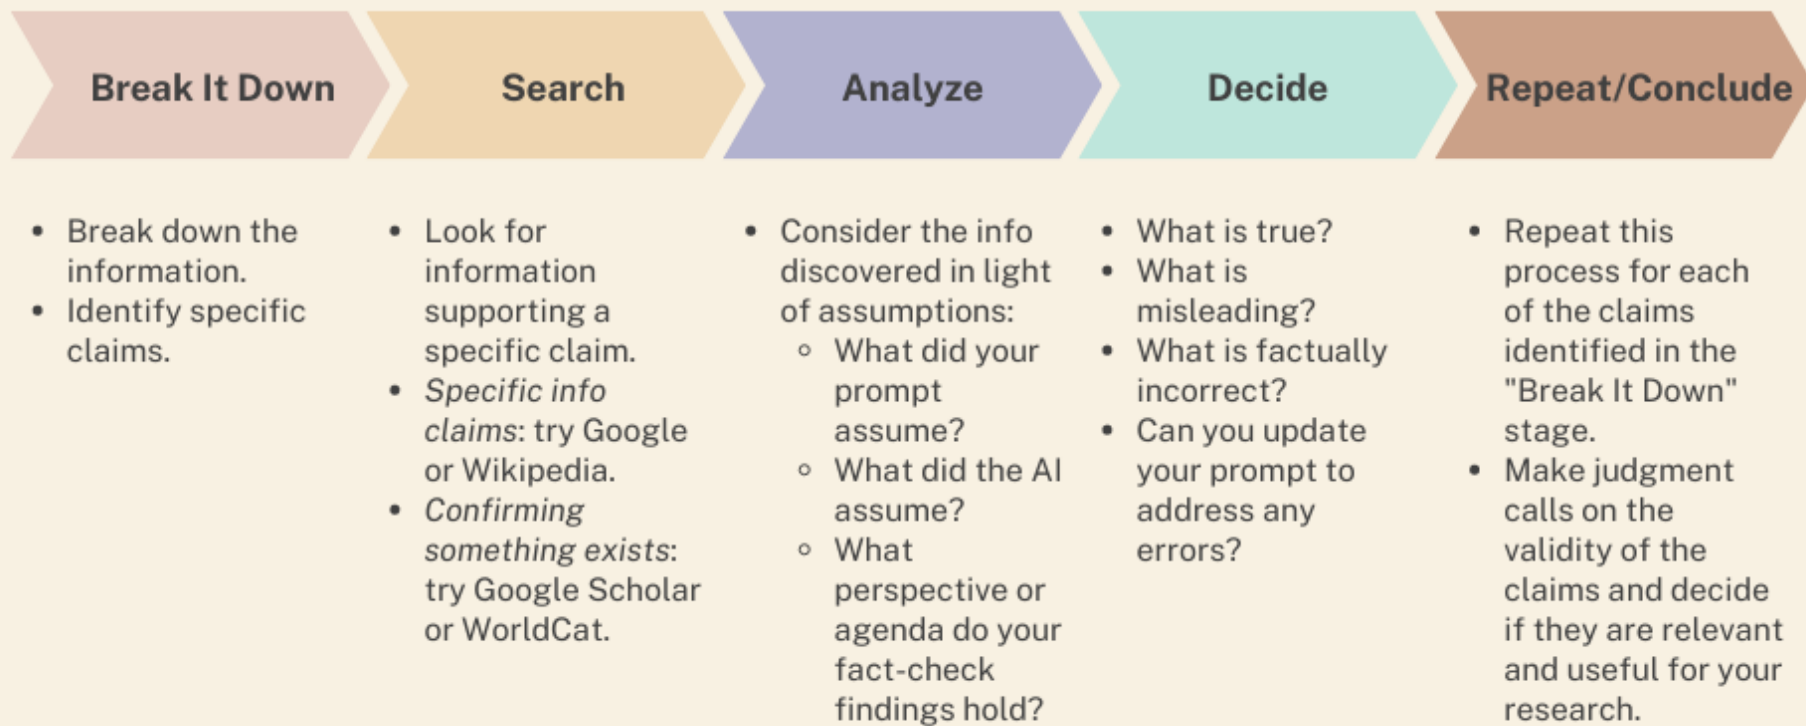 Break It Down
Search
Analyze
Decide
Repeat/Conclude
• Break down the
information.
• Identify specific
claims.
• Look for
information
supporting a
specific claim.
• Specific info
claims: try Google
or Wikipedia.
• Confirming
something exists:
try Google Scholar
or WorldCat.
• Consider the info
discovered in light
of assumptions:
◦ What did your
prompt
assume?
◦ What did the AI
assume?
◦ What
perspective or
agenda do your
fact-check
findings hold?
• What is true?
• What is
misleading?
• What is factually
incorrect?
• Can you update
your prompt to
address any
errors?
• Repeat this
process for each
of the claims
identified in the
"Break It Down"
stage.
• Make judgment
calls on the
validity of the
claims and decide
if they are relevant
and useful for your
research.